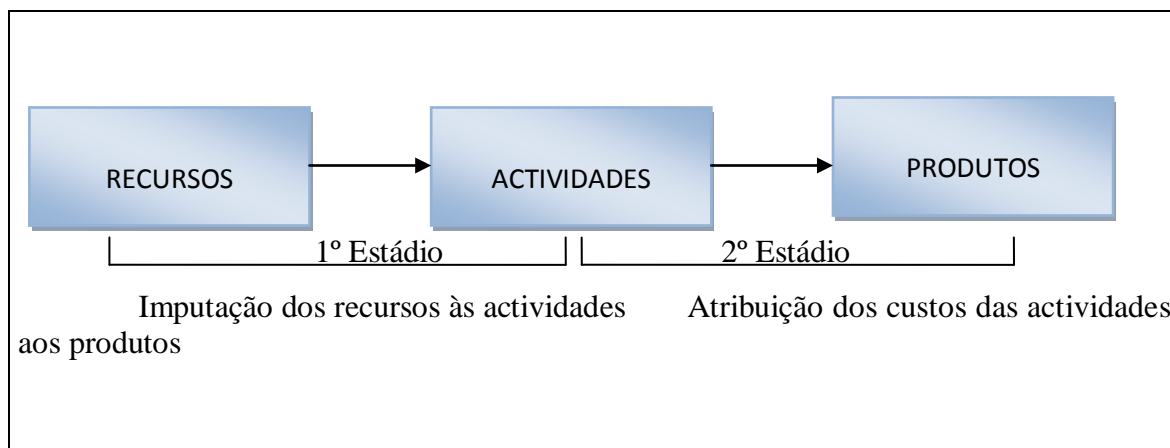 RECURSOS
ACTIVIDADES
PRODUTOS
1º Estádio
2º Estádio
Imputação dos recursos às actividades
Atribuição dos custos das actividades
aos produtos